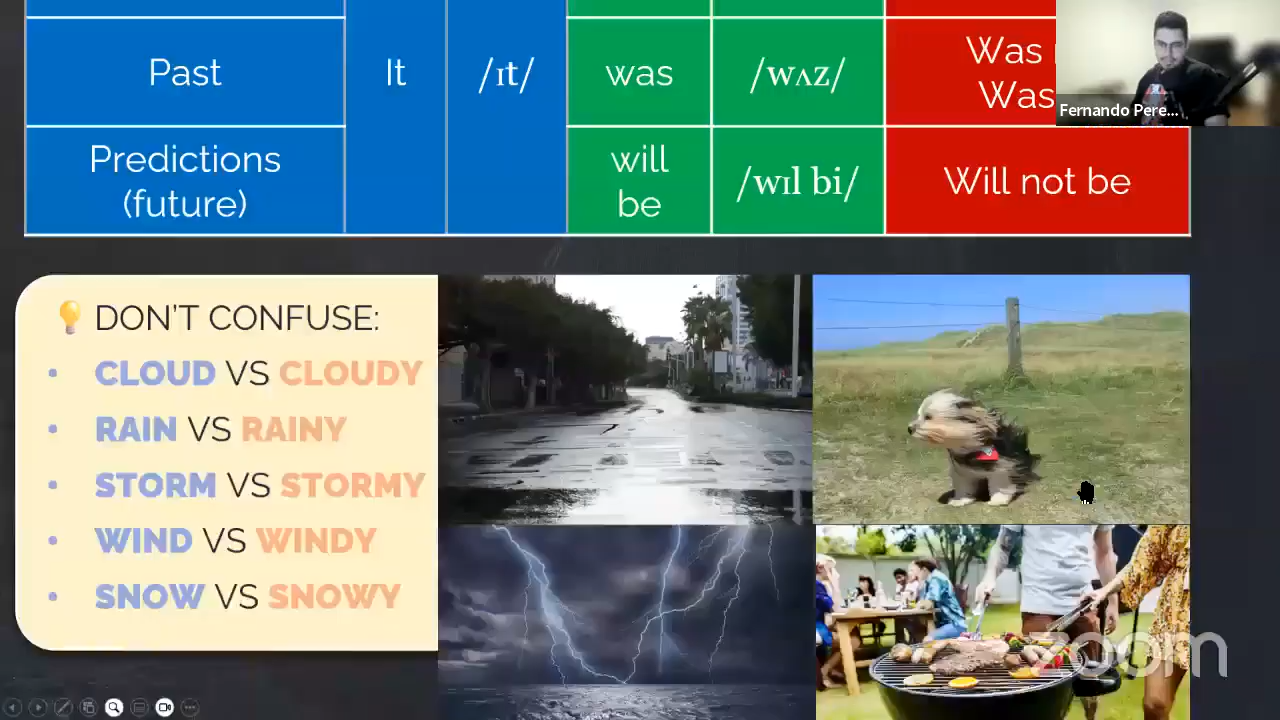 Past
It
/ɪt/
was
/wʌz/
Was
Was
Fernando Pere...
Predictions
(future)
will
be
/wɪl bi/
Will not be
DON'T CONFUSE:
• CLOUD VS CLOUDY
• RAIN VS RAINY
• STORM VS STORMY
• WIND VS WINDY
• SNOW VS SNOWY
zoom